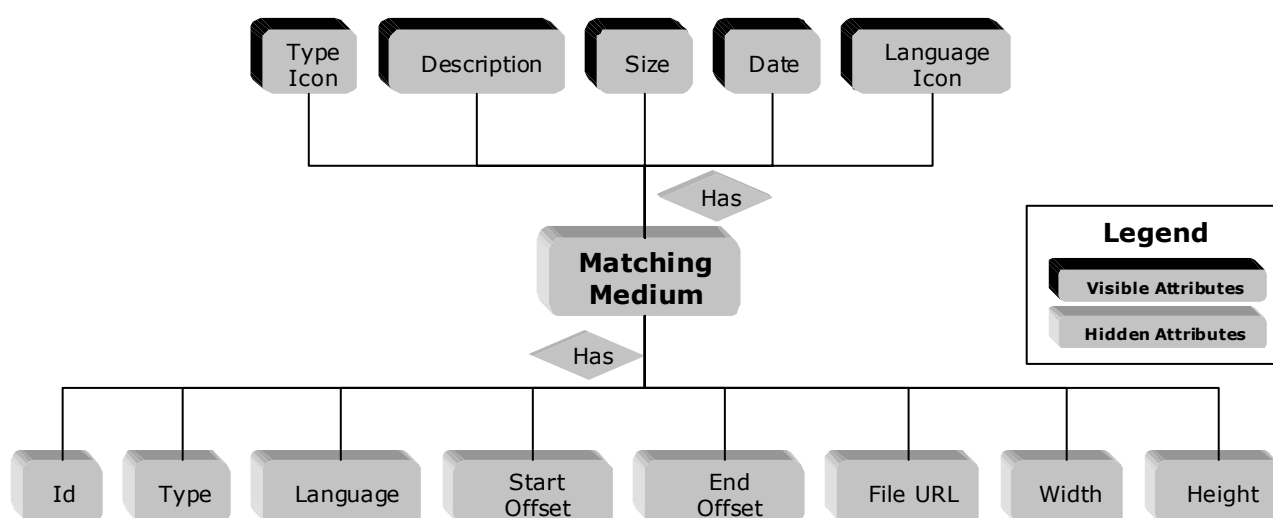 Type
Icon
Description
Size
Date
Language
Icon
Has
Matching
Medium
Has
Legend
Visible Attributes
Hidden Attributes
Id
Type
Language
Start
Offset
End
Offset
File URL
Width
Height